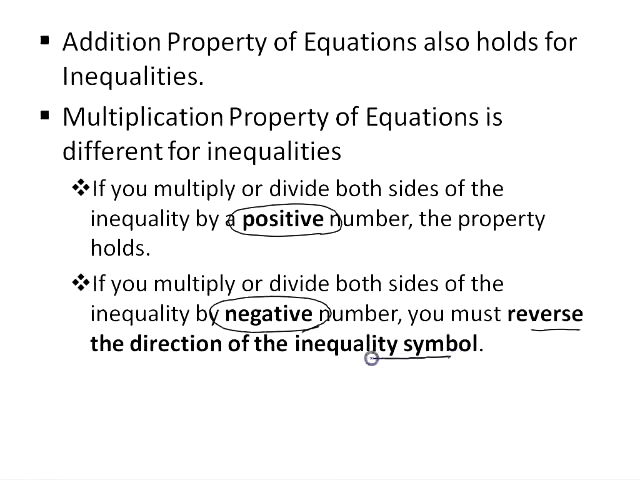 ▪ Addition Property of Equations also holds for
Inequalities.
▪ Multiplication Property of Equations is
different for inequalities
❖If you multiply or divide both sides of the
inequality by a positive number, the property
holds.
❖If you multiply or divide both sides of the
inequality by negative number, you must reverse
the direction of the inequality symbol.